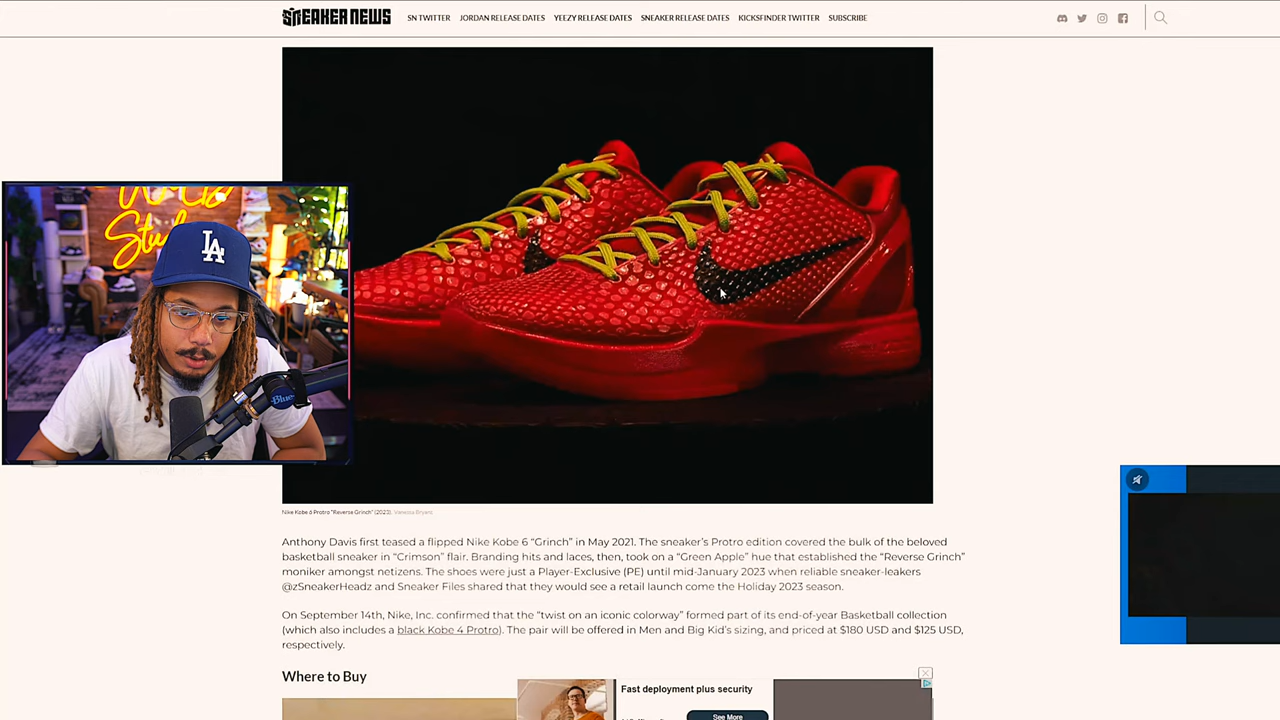 SNEAKER NEWS
SN TWITTER JORDAN RELEASE DATES YEEZY RELEASE DATES SNEAKER RELEASE DATES KICKSFINDER TWITTER SUBSCRIBE
LA
Blue
Nike Kobe 6 Protro "Reverse Grinch" (2023). Vanessa Bryant
Anthony Davis first teased a flipped Nike Kobe 6 “Grinch” in May 2021. The sneaker’s Protro edition covered the bulk of the beloved
basketball sneaker in “Crimson” flair. Branding hits and laces, then, took on a “Green Apple” hue that established the “Reverse Grinch”
moniker amongst netizens. The shoes were just a Player-Exclusive (PE) until mid-January 2023 when reliable sneaker-leakers
@zSneakerHeadz and Sneaker Files shared that they would see a retail launch come the Holiday 2023 season.
On September 14th, Nike, Inc. confirmed that the “twist on an iconic colorway” formed part of its end-of-year Basketball collection
(which also includes a black Kobe 4 Protro). The pair will be offered in Men and Big Kid’s sizing, and priced at $180 USD and $125 USD,
respectively.
Where to Buy
Fast deployment plus security
See More